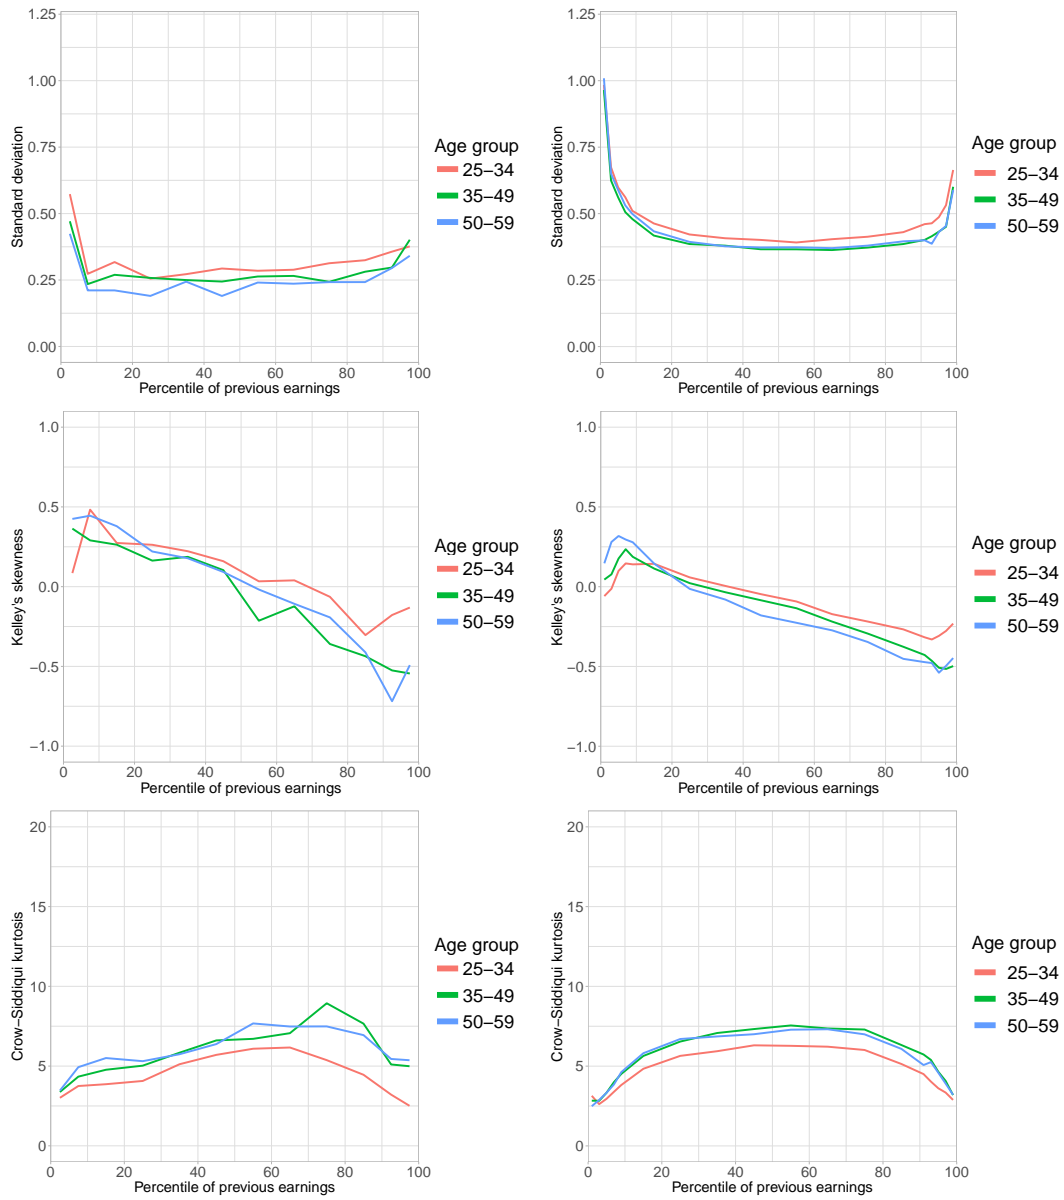 1.25
1.00
0.75
0.50
0.25
0.00
Standard deviation
0 20 40 60 80 100
Percentile of previous earnings
Age group
25−34
35−49
50−59
1.25
1.00
0.75
0.50
0.25
0.00
Standard deviation
0 20 40 60 80 100
Percentile of previous earnings
Age group
25−34
35−49
50−59
1.0
0.5
0.0
−0.5
−1.0
Kelley's skewness
0 20 40 60 80 100
Percentile of previous earnings
Age group
25−34
35−49
50−59
1.0
0.5
0.0
−0.5
−1.0
Kelley's skewness
0 20 40 60 80 100
Percentile of previous earnings
Age group
25−34
35−49
50−59
20
15
10
5
0
Crow−Siddiqui kurtosis
0 20 40 60 80 100
Percentile of previous earnings
Age group
25−34
35−49
50−59
20
15
10
5
0
Crow−Siddiqui kurtosis
0 20 40 60 80 100
Percentile of previous earnings
Age group
25−34
35−49
50−59